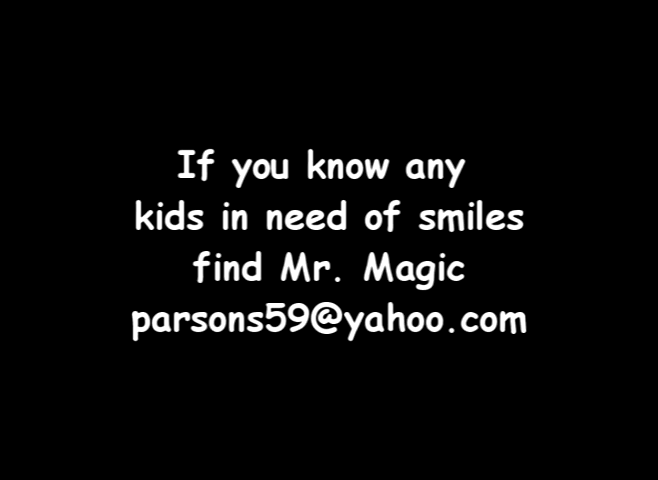 If you know any
kids in need of smiles
find Mr. Magic
parsons59@yahoo.com